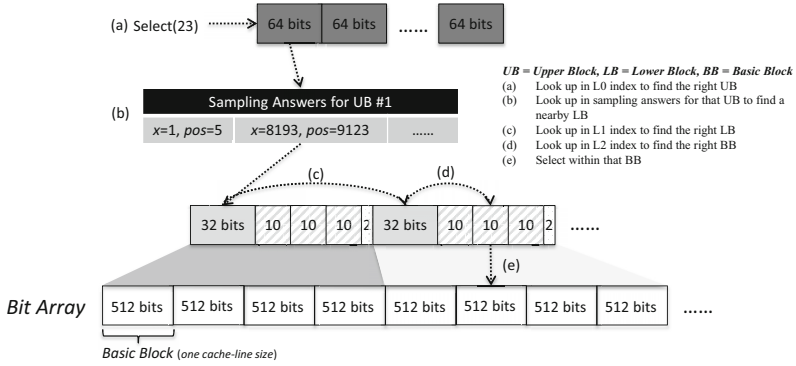 (a) Select(23)
64 bits 64 bits ...... 64 bits
UB = Upper Block, LB = Lower Block, BB = Basic Block
(a) Look up in L0 index to find the right UB
(b) Look up in sampling answers for that UB to find a
nearby LB
(c) Look up in L1 index to find the right LB
(d) Look up in L2 index to find the right BB
(e) Select within that BB
(b)
Sampling Answers for UB #1
x=1, pos=5 x=8193, pos=9123 ......
(c) (d)
32 bits 10 10 10 2 32 bits 10 10 10 2 ......
(e)
Bit Array 512 bits 512 bits 512 bits 512 bits 512 bits 512 bits 512 bits 512 bits ......
Basic Block (one cache-line size)